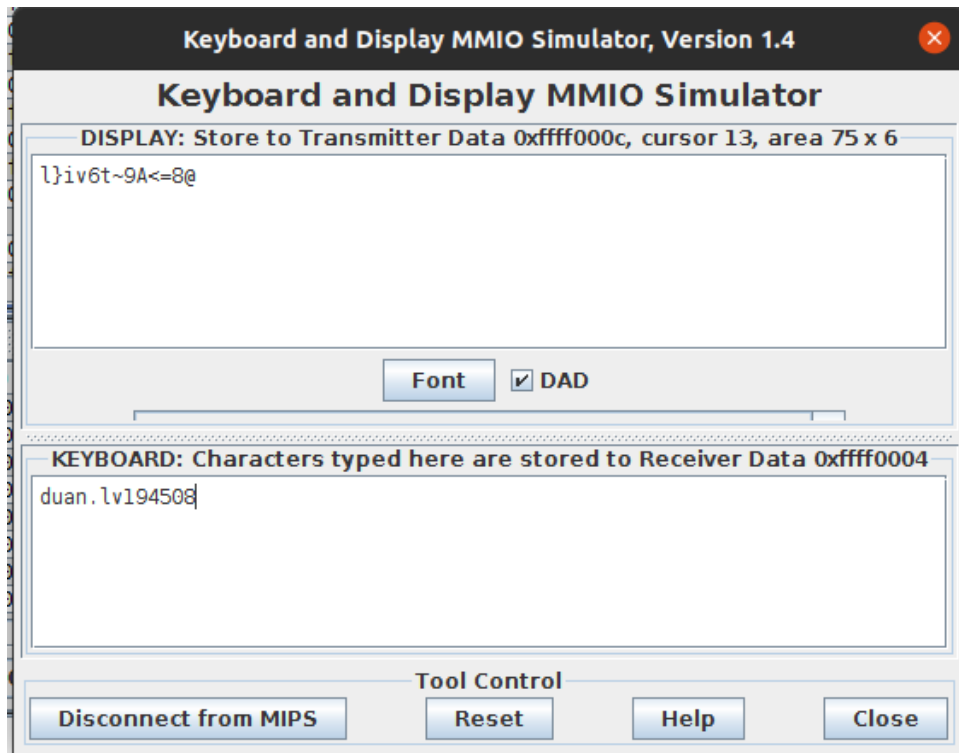 Keyboard and Display MMIO Simulator, Version 1.4
Keyboard and Display MMIO Simulator
DISPLAY: Store to Transmitter Data 0xffff000c, cursor 13, area 75 x 6
l}iv6t~9A<=8@
Font DAD
KEYBOARD: Characters typed here are stored to Receiver Data 0xffff0004
duan.lv194508
Tool Control
Disconnect from MIPS Reset Help Close